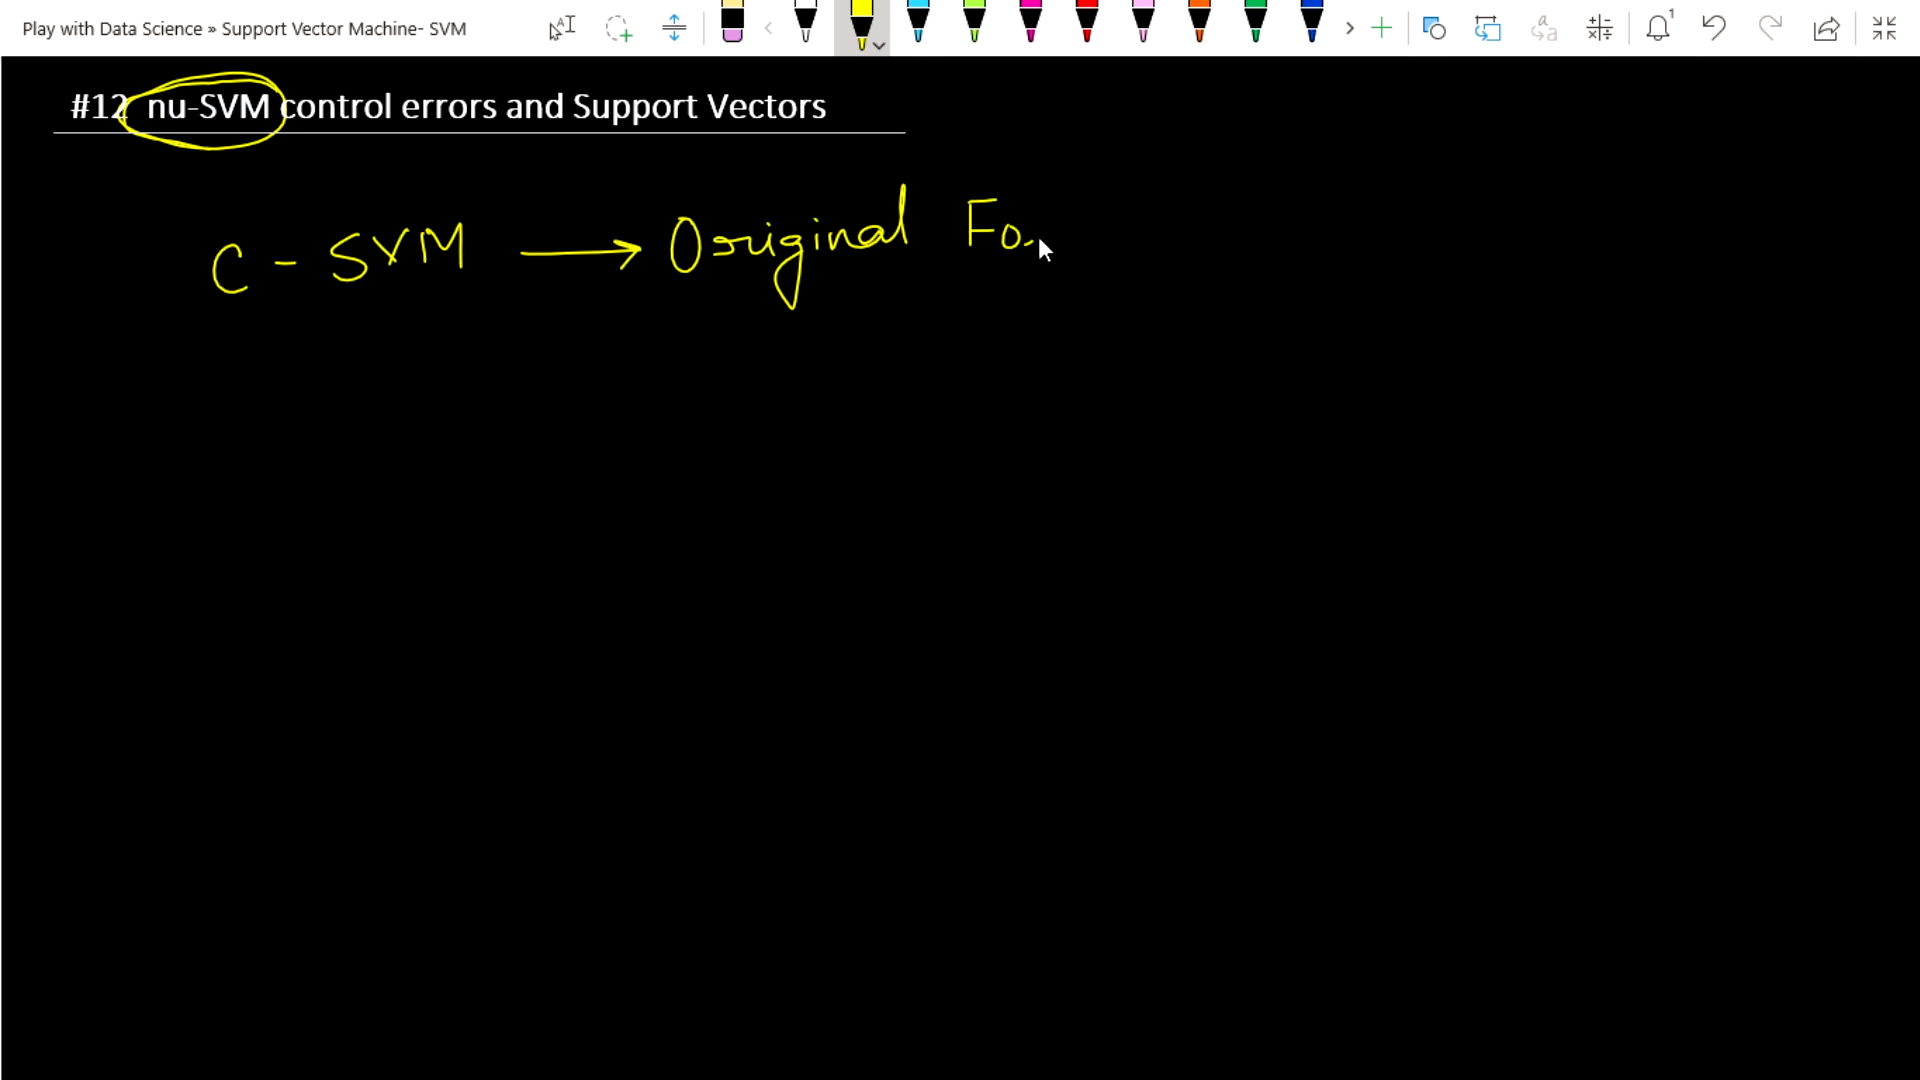 Play with Data Science » Support Vector Machine- SVM
#12 nu-SVM control errors and Support Vectors
C - SVM → Original Fo